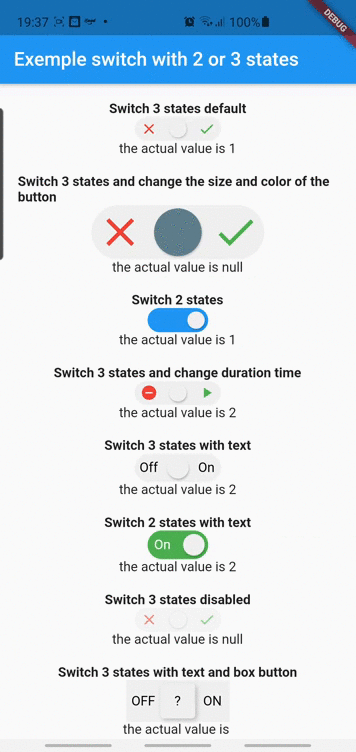 19:37
100%
DEBUG
Exemple switch with 2 or 3 states
Switch 3 states default
the actual value is 1
Switch 3 states and change the size and color of the
button
the actual value is null
Switch 2 states
the actual value is 1
Switch 3 states and change duration time
the actual value is 2
Switch 3 states with text
Off On
the actual value is 2
Switch 2 states with text
On
the actual value is 2
Switch 3 states disabled
the actual value is null
Switch 3 states with text and box button
OFF ? ON
the actual value is